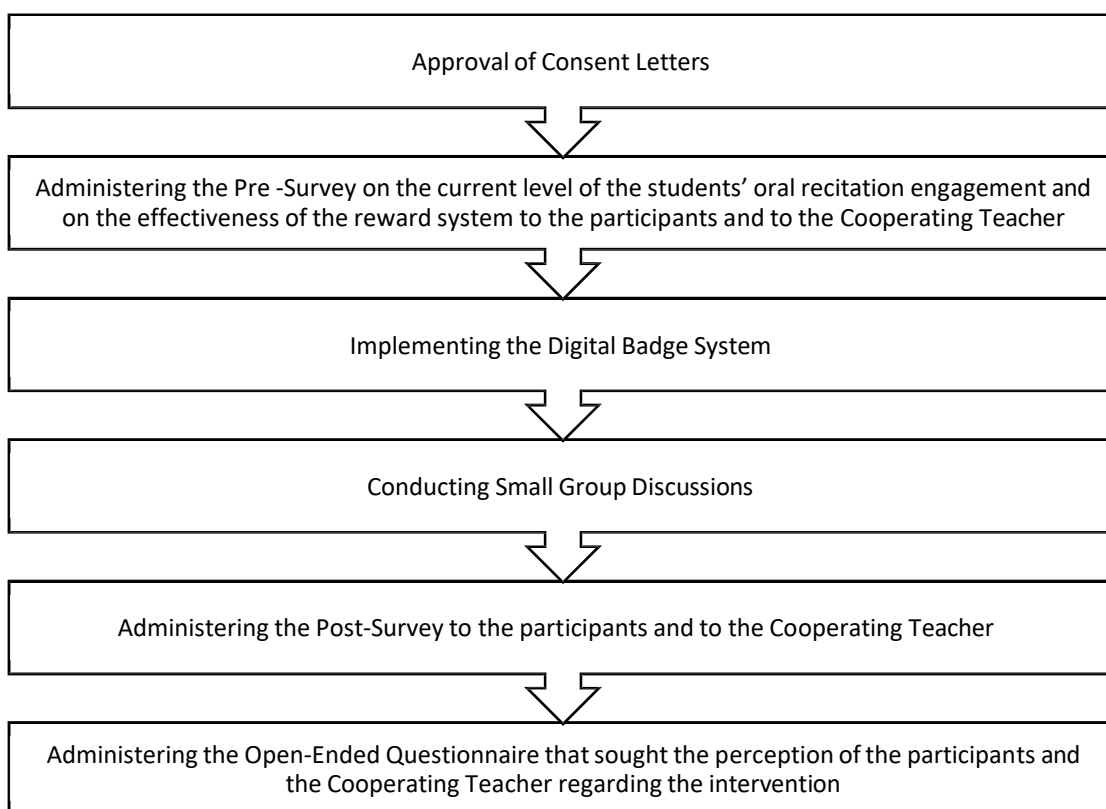 Approval of Consent Letters
Administering the Pre -Survey on the current level of the students’ oral recitation engagement and
on the effectiveness of the reward system to the participants and to the Cooperating Teacher
Implementing the Digital Badge System
Conducting Small Group Discussions
Administering the Post-Survey to the participants and to the Cooperating Teacher
Administering the Open-Ended Questionnaire that sought the perception of the participants and
the Cooperating Teacher regarding the intervention